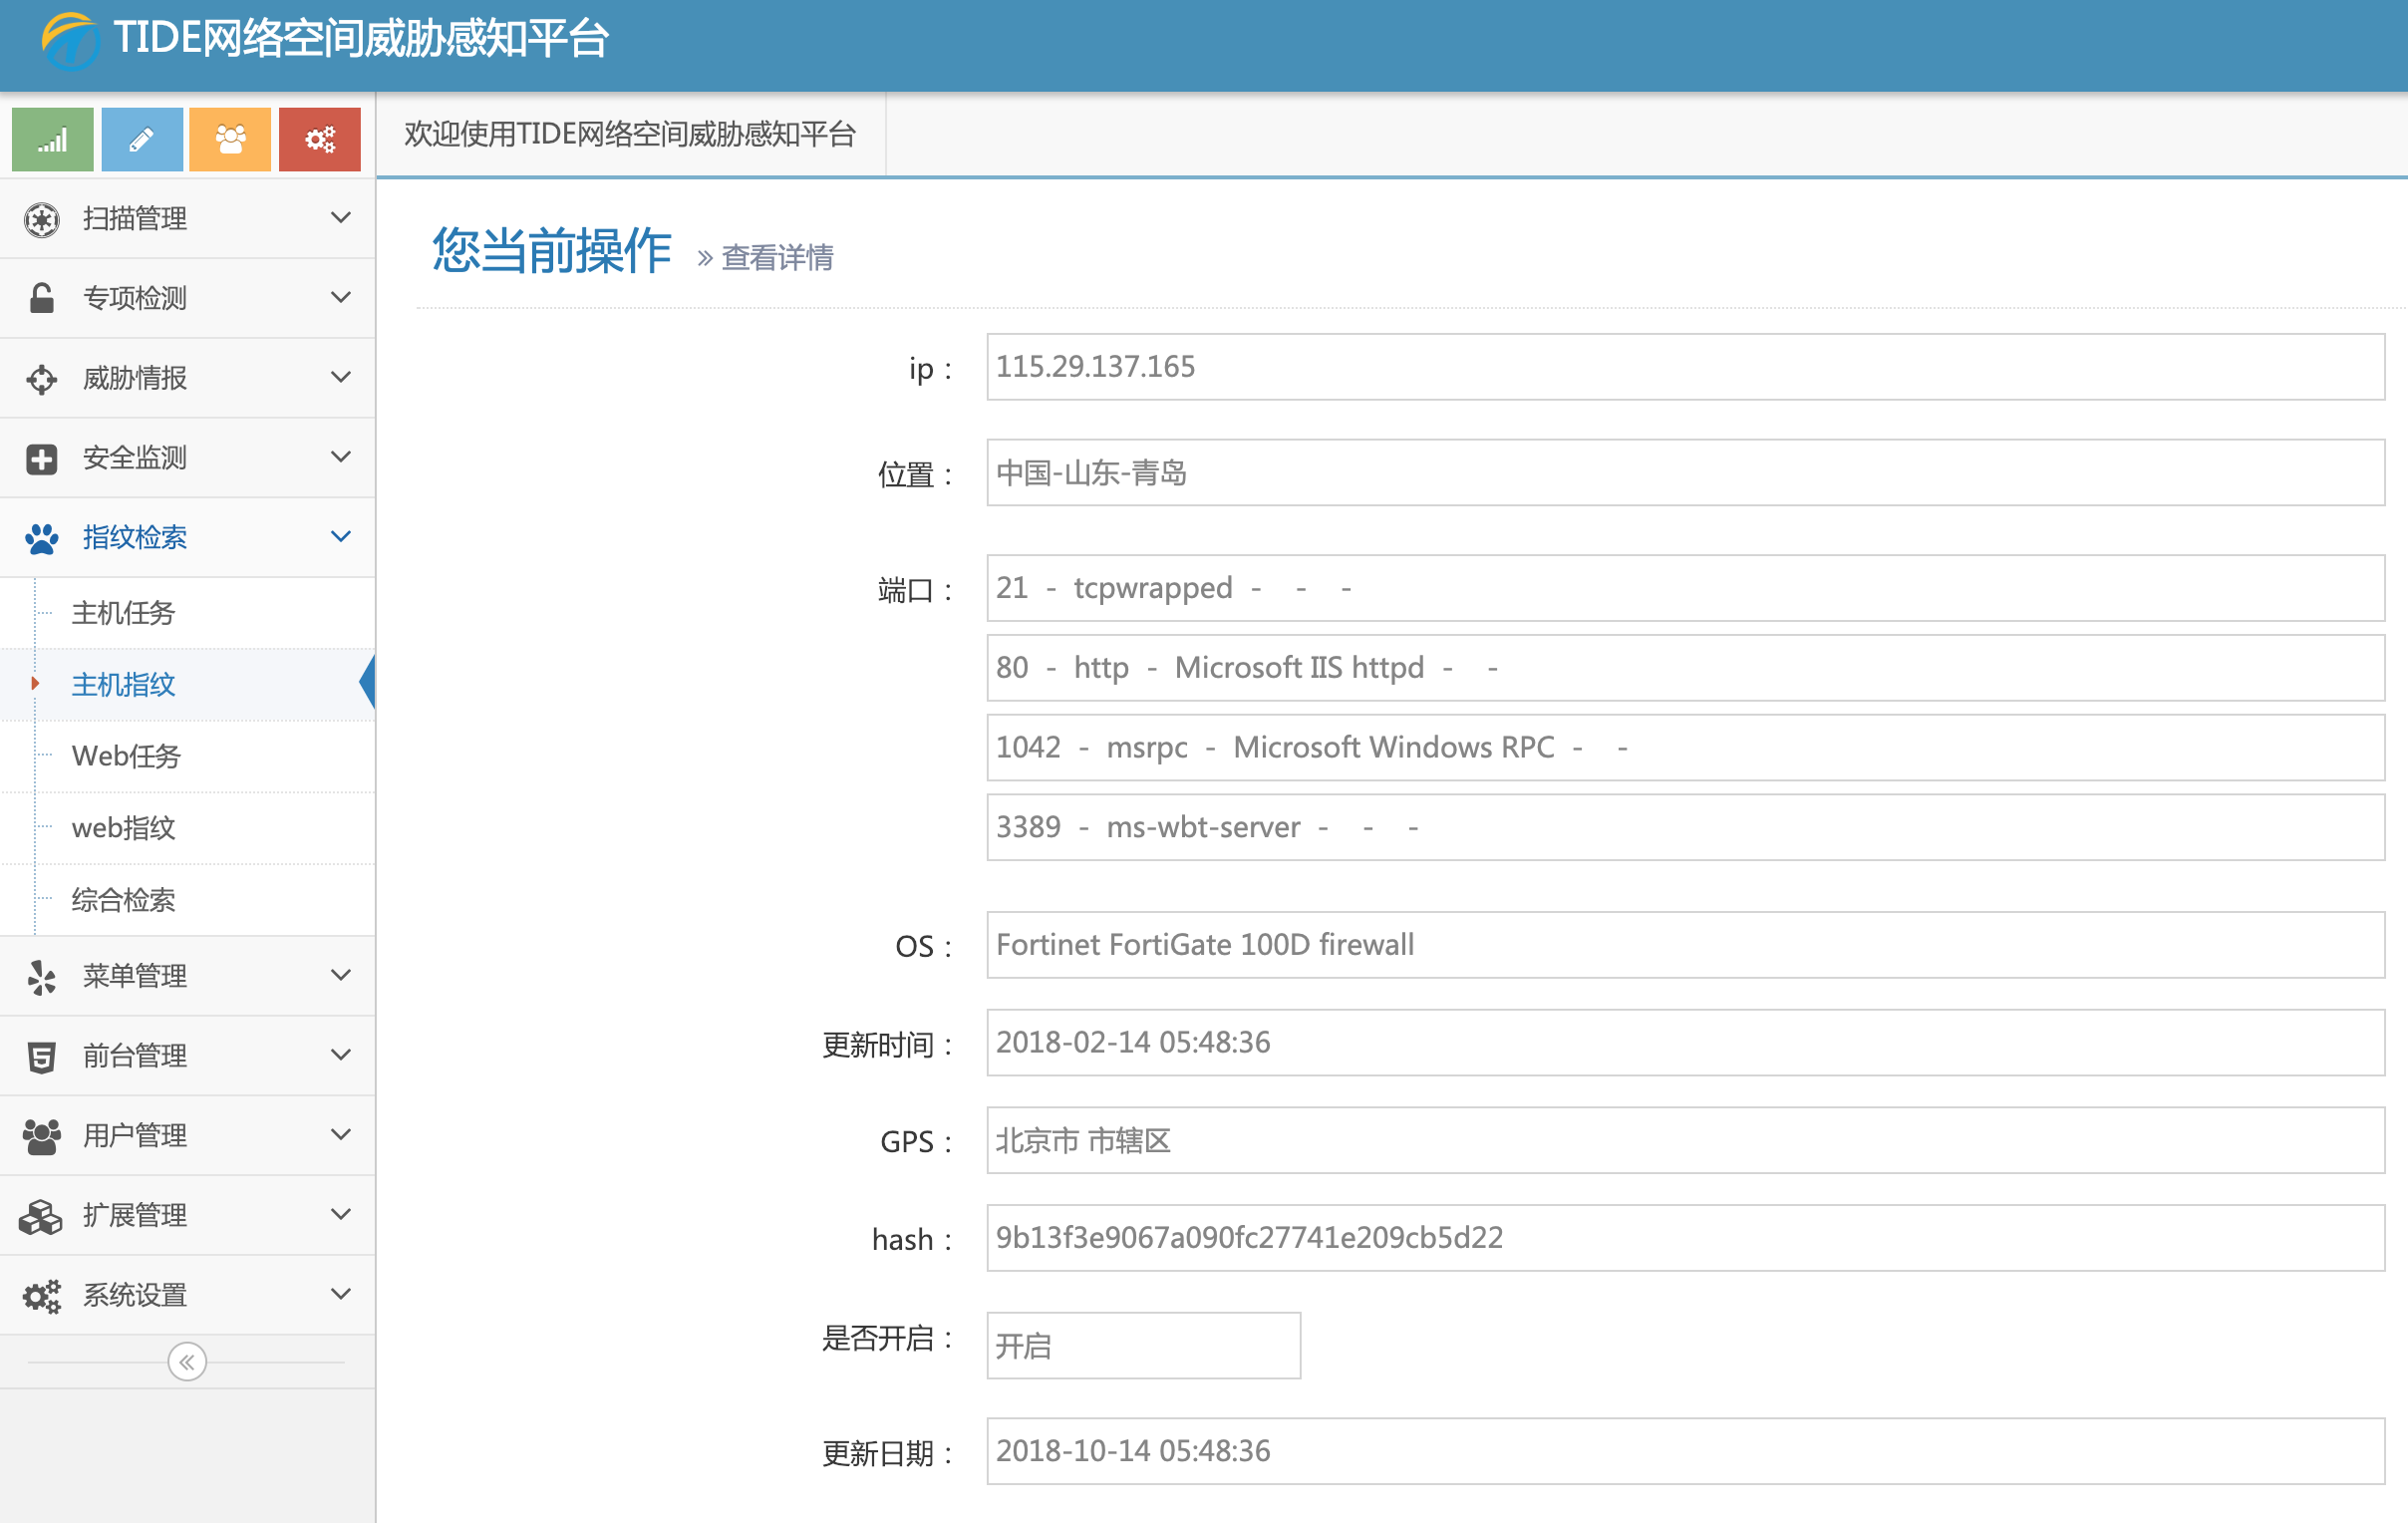 TIDE网络空间威胁感知平台
欢迎使用TIDE网络空间威胁感知平台
扫描管理
专项检测
威胁情报
安全监测
指纹检索
主机任务
主机指纹
Web任务
web指纹
综合检索
菜单管理
前台管理
用户管理
扩展管理
系统设置
您当前操作 » 查看详情
ip： 115.29.137.165
位置： 中国-山东-青岛
端口： 21 - tcpwrapped - - -
80 - http - Microsoft IIS httpd - -
1042 - msrpc - Microsoft Windows RPC - -
3389 - ms-wbt-server - - -
OS： Fortinet FortiGate 100D firewall
更新时间： 2018-02-14 05:48:36
GPS： 北京市 市辖区
hash： 9b13f3e9067a090fc27741e209cb5d22
是否开启： 开启
更新日期： 2018-10-14 05:48:36